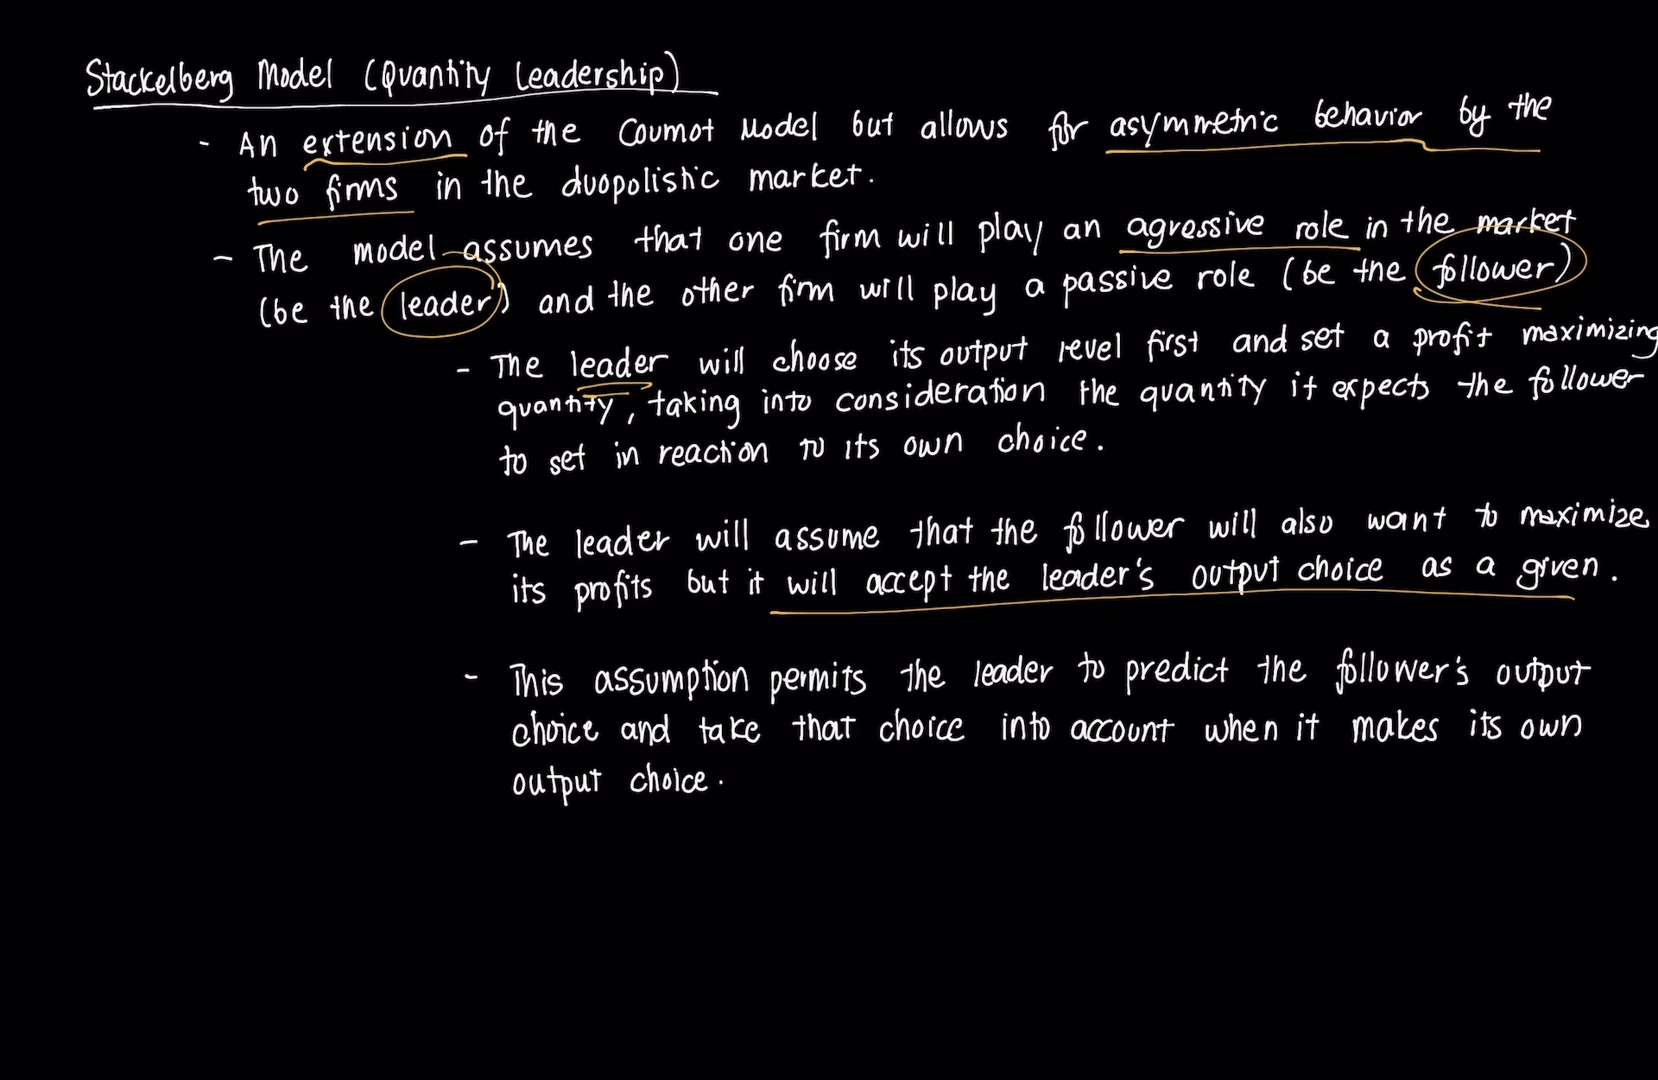 Stackelberg Model (Quantity Leadership)
- An extension of the Cournot Model but allows for asymmetric behavior by the
two firms in the duopolistic market.
- The model assumes that one firm will play an agressive role in the market
(be the leader) and the other firm will play a passive role (be the follower)
- The leader will choose its output level first and set a profit maximizing
quantity, taking into consideration the quantity it expects the follower
to set in reaction to its own choice.
- The leader will assume that the follower will also want to maximize
its profits but it will accept the leader's output choice as a given.
- This assumption permits the leader to predict the follower's output
choice and take that choice into account when it makes its own
output choice.